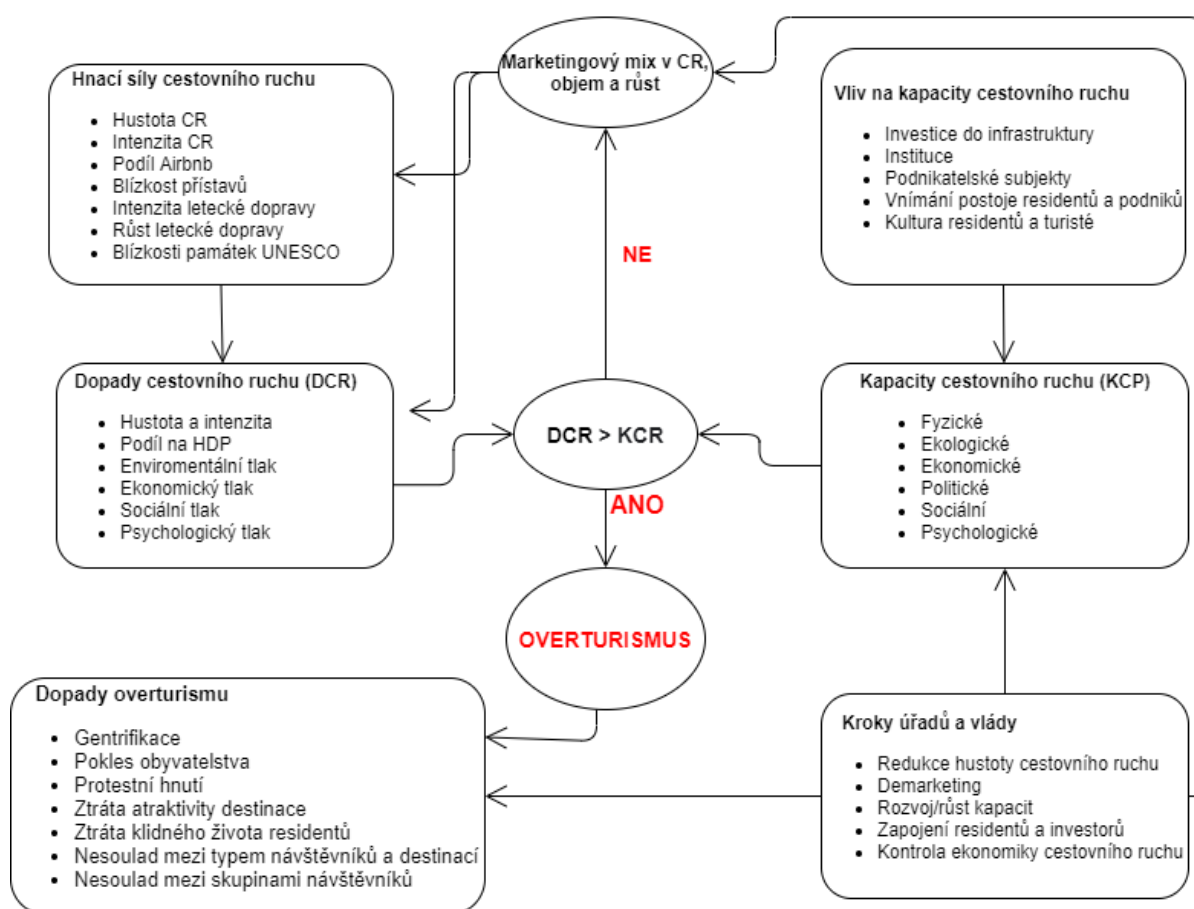 Marketingový mix v CR,
objem a růst
Hnací síly cestovního ruchu
Hustota CR
Intenzita CR
Podíl Airbnb
Blízkost přístavů
Intenzita letecké dopravy
Růst letecké dopravy
Blízkosti památek UNESCO
Vliv na kapacity cestovního ruchu
Investice do infrastruktury
Instituce
Podnikatelské subjekty
Vnímání postoje residentů a podniků
Kultura residentů a turisté
NE
Dopady cestovního ruchu (DCR)
Hustota a intenzita
Podíl na HDP
Enviromentální tlak
Ekonomický tlak
Sociální tlak
Psychologický tlak
DCR > KCR
Kapacity cestovního ruchu (KCP)
Fyzické
Ekologické
Ekonomické
Politické
Sociální
Psychologické
ANO
OVERTURISMUS
Dopady overturismu
Gentrifikace
Pokles obyvatelstva
Protestní hnutí
Ztráta atraktivity destinace
Ztráta klidného života residentů
Nesoulad mezi typem návštěvníků a destinací
Nesoulad mezi skupinami návštěvníků
Kroky úřadů a vlády
Redukce hustoty cestovního ruchu
Demarketing
Rozvoj/růst kapacit
Zapojení residentů a investorů
Kontrola ekonomiky cestovního ruchu